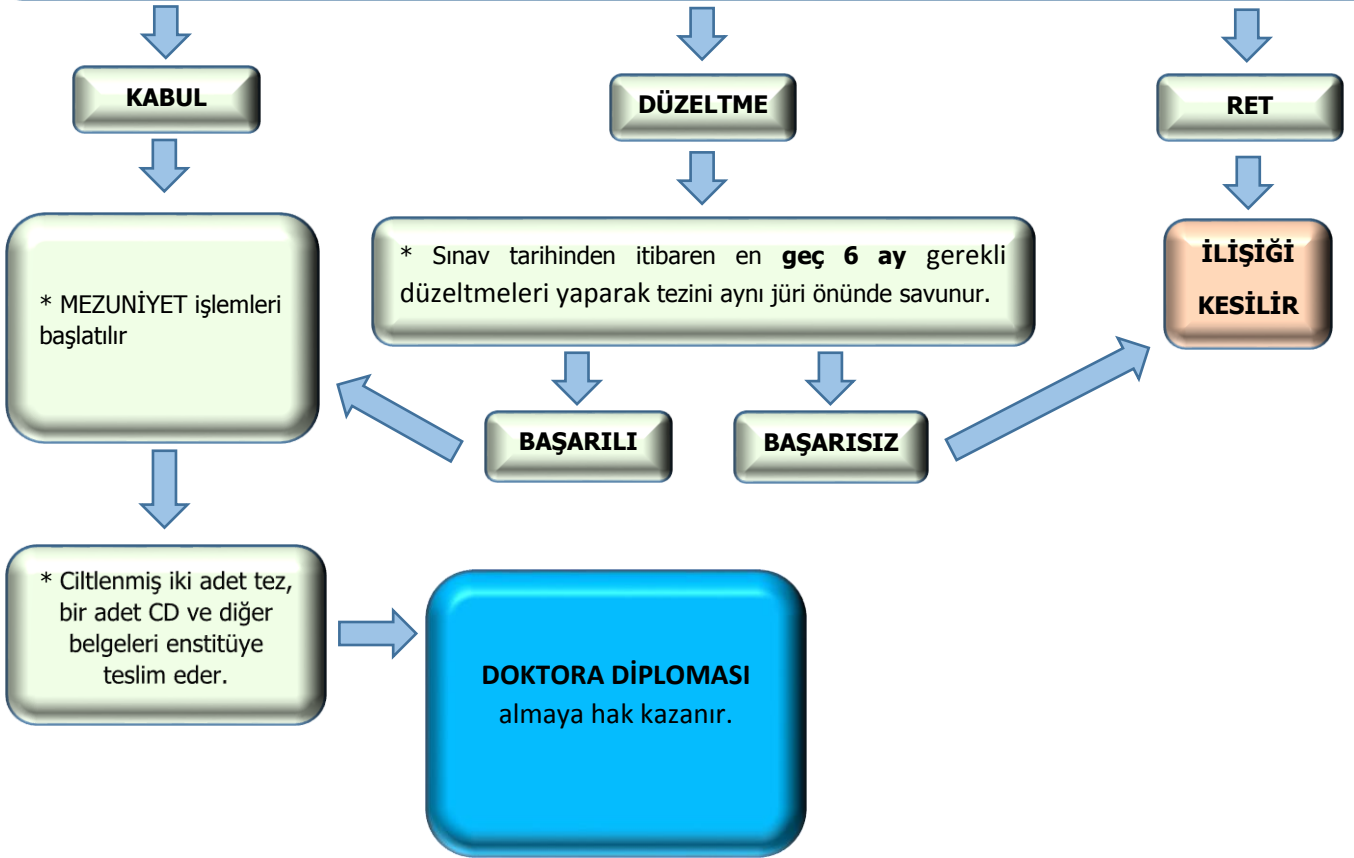 KABUL
DÜZELTME
RET
* MEZUNİYET işlemleri
başlatılır
* Sınav tarihinden itibaren en geç 6 ay gerekli
düzeltmeleri yaparak tezini aynı jüri önünde savunur.
İLİŞİĞİ
KESİLİR
BAŞARILI
BAŞARISIZ
* Ciltlenmiş iki adet tez,
bir adet CD ve diğer
belgeleri enstitüye
teslim eder.
DOKTORA DİPLOMASI
almaya hak kazanır.